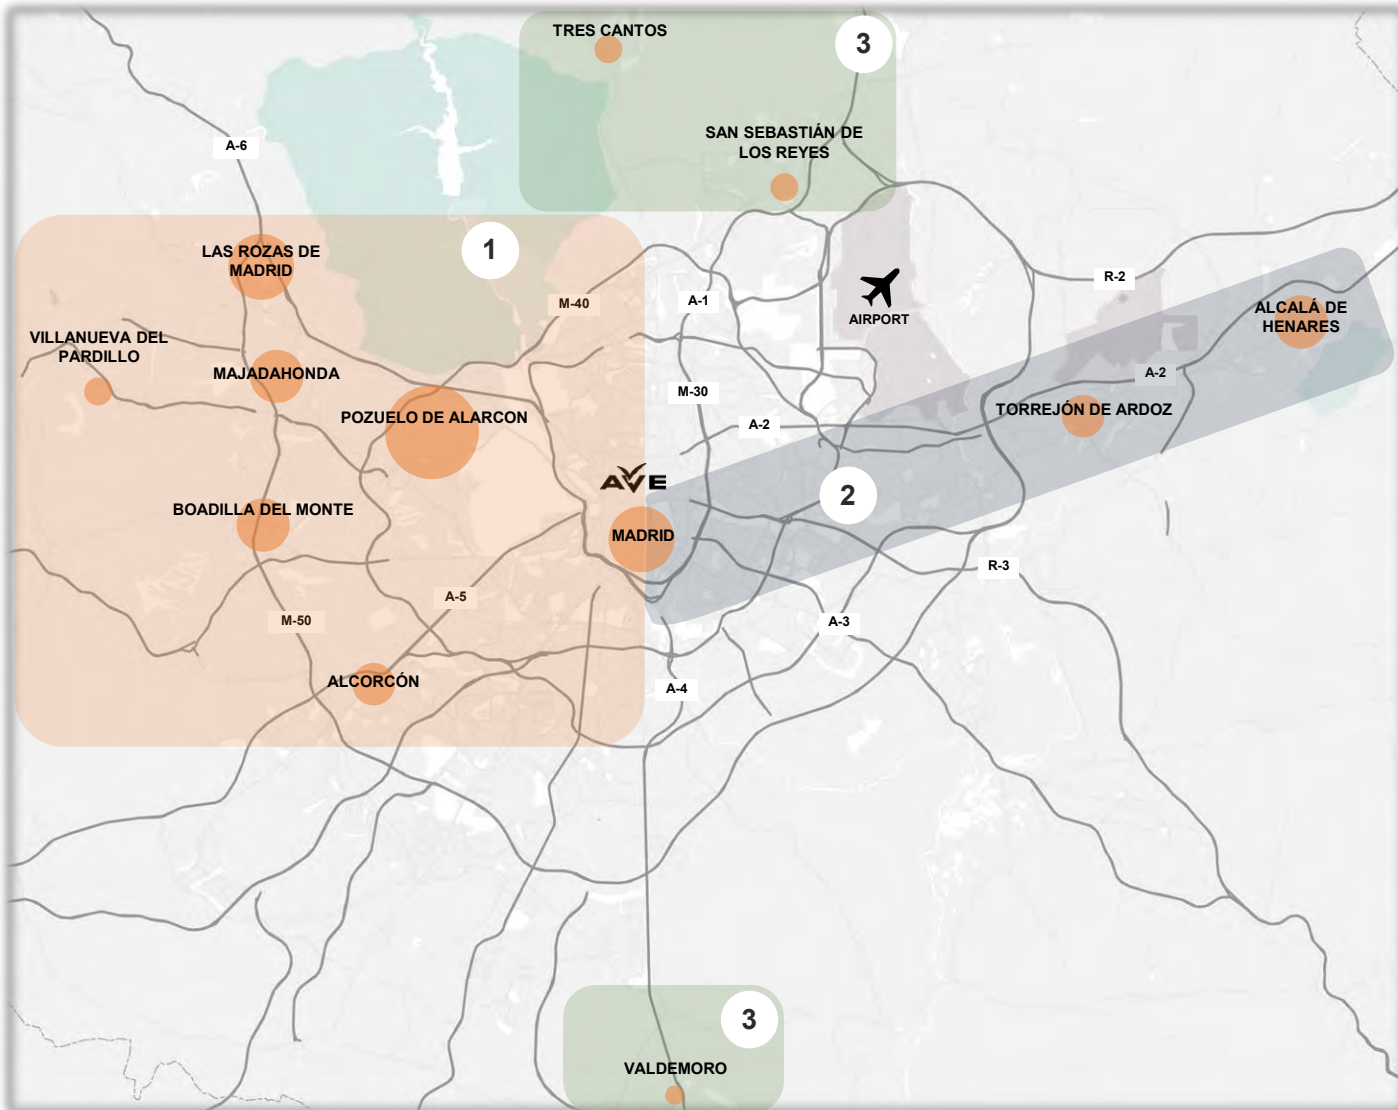 TRES CANTOS
3
SAN SEBASTIÁN DE
LOS REYES
A-6
1
LAS ROZAS DE
MADRID
R-2
M-40
A-1
AIRPORT
ALCALÁ DE
HENARES
VILLANUEVA DEL
PARDILLO
MAJADAHONDA
A-2
M-30
POZUELO DE ALARCON
TORREJÓN DE ARDOZ
A-2
AVE
2
BOADILLA DEL MONTE
MADRID
R-3
A-5
M-50
A-3
ALCORCÓN
A-4
3
VALDEMORO